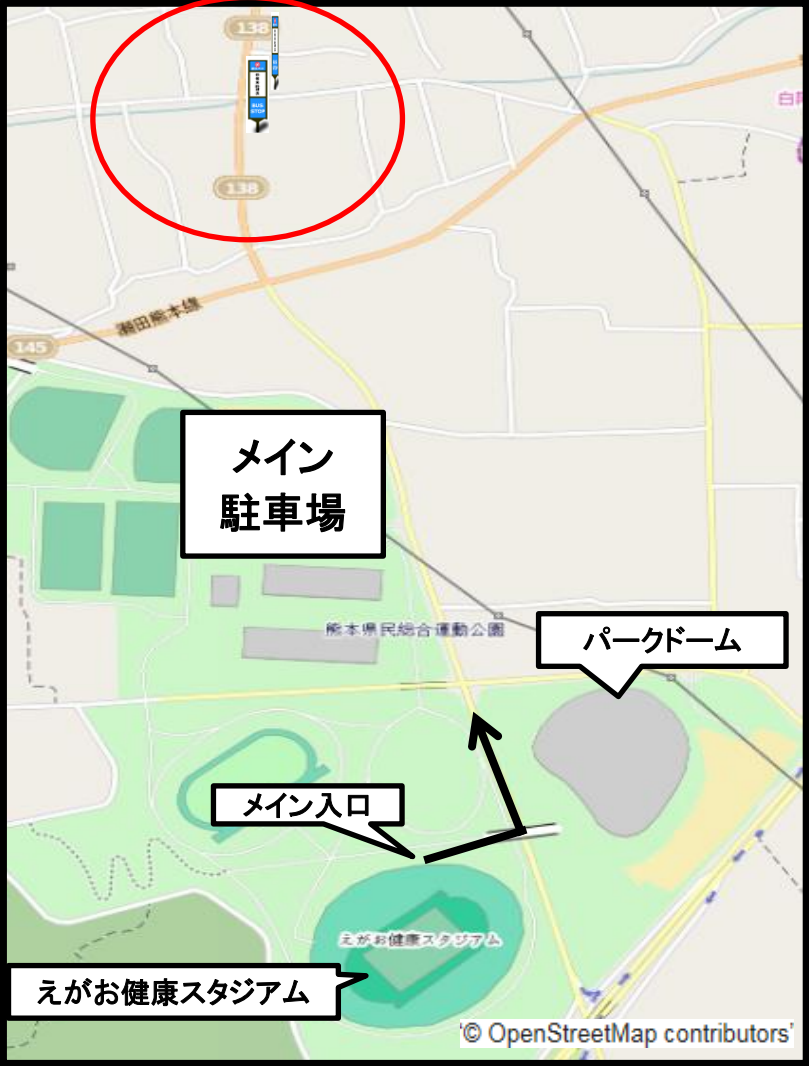 138
BUS
STOP
138
白
瀬田熊本線
145
メイン
駐車場
熊本県民総合運動公園
パークドーム
メイン入口
えがお健康スタジアム
えがお健康スタジアム
'© OpenStreetMap contributors'